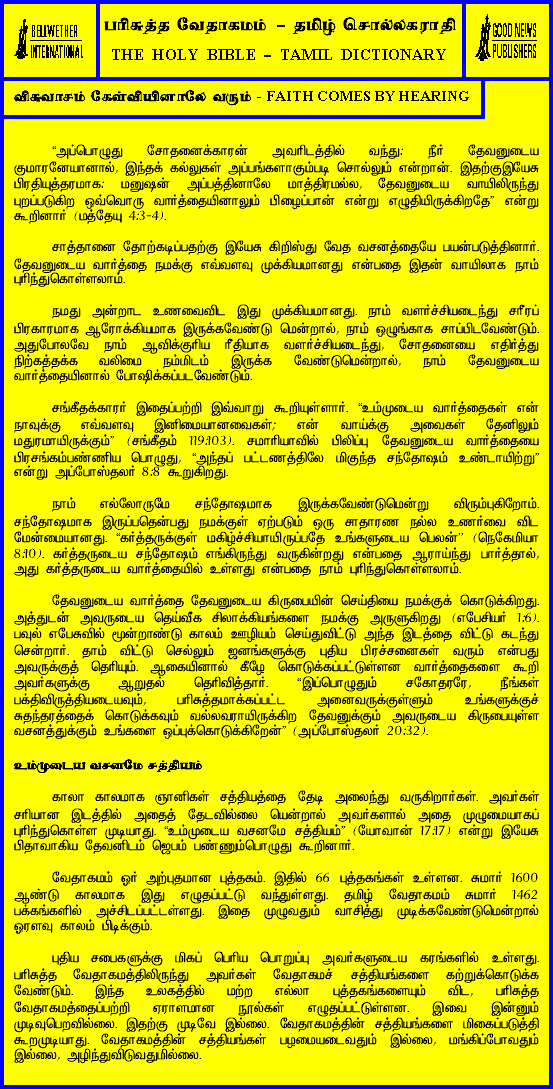 BELLWETHER
INTERNATIONAL
பரிசுத்த வேதாகமம் – தமிழ் சொல்லகராதி
THE HOLY BIBLE – TAMIL DICTIONARY
GOOD NEWS
PUBLISHERS
விசுவாசம் கேள்வியினாலே வரும் - FAITH COMES BY HEARING
“அப்பொழுது சோதனைக்காரன் அவரிடத்தில் வந்து: நீர் தேவனுடைய
குமாரனேயானால், இந்தக் கல்லுகள் அப்பங்களாகும்படி சொல்லும் என்றான். இதற்குஇயேசு
பிரதியுத்தரமாக: மனுஷன் அப்பத்தினாலே மாத்திரமல்ல, தேவனுடைய வாயிலிருந்து
புறப்படுகிற ஒவ்வொரு வார்த்தையினாலும் பிழைப்பான் என்று எழுதியிருக்கிறதே” என்று
கூறினார் (மத்தேயு 4:3-4).
சாத்தானை தோற்கடிப்பதற்கு இயேசு கிறிஸ்து வேத வசனத்தையே பயன்படுத்தினார்.
தேவனுடைய வார்த்தை நமக்கு எவ்வளவு முக்கியமானது என்பதை இதன் வாயிலாக நாம்
புரிந்துகொள்ளலாம்.
நமது அன்றாட உணவைவிட இது முக்கியமானது. நாம் வளர்ச்சியடைந்து சரீரப்
பிரகாரமாக ஆரோக்கியமாக இருக்கவேண்டு மென்றால், நாம் ஒழுங்காக சாப்பிடவேண்டும்.
அதுபோலவே நாம் ஆவிக்குரிய ரீதியாக வளர்ச்சியடைந்து, சோதனையை எதிர்த்து
நிற்கத்தக்க வலிமை நம்மிடம் இருக்க வேண்டுமென்றால், நாம் தேவனுடைய
வார்த்தையினால் போஷிக்கப்படவேண்டும்.
சங்கீதக்காரர் இதைப்பற்றி இவ்வாறு கூறியுள்ளார். “உம்முடைய வார்த்தைகள் என்
நாவுக்கு எவ்வளவு இனிமையானவைகள்; என் வாய்க்கு அவைகள் தேனிலும்
மதுரமாயிருக்கும்” (சங்கீதம் 119:103). சமாரியாவில் பிலிப்பு தேவனுடைய வார்த்தையை
பிரசங்கம்பண்ணிய பொழுது, “அந்தப் பட்டணத்திலே மிகுந்த சந்தோஷம் உண்டாயிற்று”
என்று அப்போஸ்தலர் 8:8 கூறுகிறது.
நாம் எல்லோருமே சந்தோஷமாக இருக்கவேண்டுமென்று விரும்புகிறோம்.
சந்தோஷமாக இருப்பதென்பது நமக்குள் ஏற்படும் ஒரு சாதாரண நல்ல உணர்வை விட
மேன்மையானது. “கர்த்தருக்குள் மகிழ்ச்சியாயிருப்பதே உங்களுடைய பெலன்” (நெகேமியா
8:10). கர்த்தருடைய சந்தோஷம் எங்கிருந்து வருகின்றது என்பதை ஆராய்ந்து பார்த்தால்,
அது கர்த்தருடைய வார்த்தையில் உள்ளது என்பதை நாம் புரிந்துகொள்ளலாம்.
தேவனுடைய வார்த்தை தேவனுடைய கிருபையின் செய்தியை நமக்குக் கொடுக்கிறது.
அத்துடன் அவருடைய தெய்வீக சிலாக்கியங்களை நமக்கு அருளுகிறது (எபேசியர் 1:6).
பவுல் எபேசுவில் மூன்றாண்டு காலம் ஊழியம் செய்துவிட்டு அந்த இடத்தை விட்டு கடந்து
சென்றார். தாம் விட்டு செல்லும் ஜனங்களுக்கு புதிய பிரச்சனைகள் வரும் என்பது
அவருக்குத் தெரியும். ஆகையினால் கீழே கொடுக்கப்பட்டுள்ளன வார்த்தைகளை கூறி
அவர்களுக்கு ஆறுதல் தெரிவித்தார். “இப்பொழுதும் சகோதரரே, நீங்கள்
பக்திவிருத்தியடையவும், பரிசுத்தமாக்கப்பட்ட அனைவருக்குள்ளும் உங்களுக்குச்
சுதந்தரத்தைக் கொடுக்கவும் வல்லவராயிருக்கிற தேவனுக்கும் அவருடைய கிருபையுள்ள
வசனத்துக்கும் உங்களை ஒப்புக்கொடுக்கிறேன்” (அப்போஸ்தலர் 20:32).
உம்முடைய வசனமே சத்தியம்
காலா காலமாக ஞானிகள் சத்தியத்தை தேடி அலைந்து வருகிறார்கள். அவர்கள்
சரியான இடத்தில் அதைத் தேடவில்லை யென்றால் அவர்களால் அதை முழுமையாகப்
புரிந்துகொள்ள முடியாது. “உம்முடைய வசனமே சத்தியம்” (யோவான் 17:17) என்று இயேசு
பிதாவாகிய தேவனிடம் ஜெபம் பண்ணும்பொழுது கூறினார்.
வேதாகமம் ஓர் அற்புதமான புத்தகம். இதில் 66 புத்தகங்கள் உள்ளன. சுமார் 1600
ஆண்டு காலமாக இது எழுதப்பட்டு வந்துள்ளது. தமிழ் வேதாகமம் சுமார் 1462
பக்கங்களில் அச்சிடப்பட்டள்ளது. இதை முழுவதும் வாசித்து முடிக்கவேண்டுமென்றால்
ஓரளவு காலம் பிடிக்கும்.
புதிய சபைகளுக்கு மிகப் பெரிய பொறுப்பு அவர்களுடைய கரங்களில் உள்ளது.
பரிசுத்த வேதாகமத்திலிருந்து அவர்கள் வேதாகமச் சத்தியங்களை கற்றுக்கொடுக்க
வேண்டும். இந்த உலகத்தில் மற்ற எல்லா புத்தகங்களையும் விட, பரிசுத்த
வேதாகமத்தைப்பற்றி ஏராளமான நூல்கள் எழுதப்பட்டுள்ளன. இவை இன்னும்
முடிவுபெறவில்லை. இதற்கு முடிவே இல்லை. வேதாகமத்தின் சத்தியங்களை மிகைப்படுத்தி
கூறமுடியாது. வேதாகமத்தின் சத்தியங்கள் பழமையடைவதும் இல்லை, மங்கிப்போவதும்
இல்லை, அழிந்துவிடுவதுமில்லை.